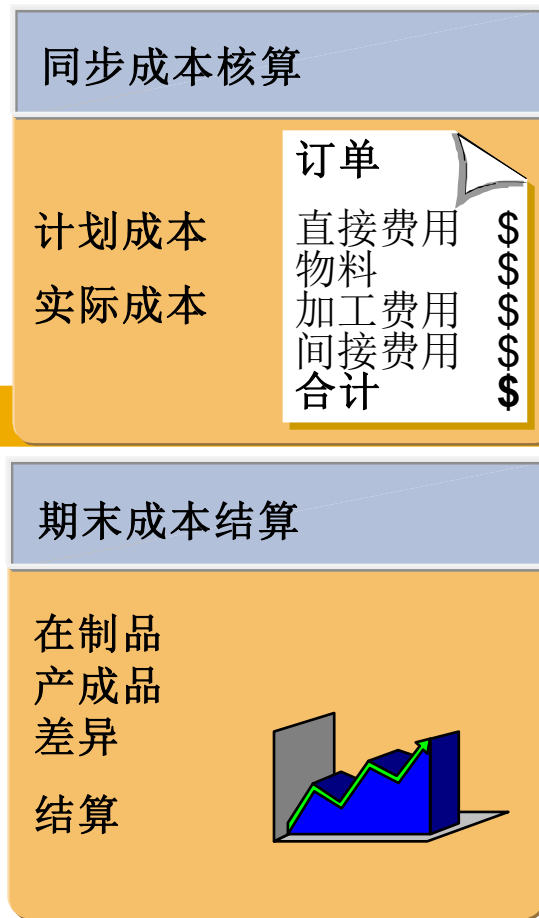 同步成本核算
计划成本
实际成本
订单
直接费用 $
物料 $
加工费用 $
间接费用 $
合计 $
期末成本结算
在制品
产成品
差异
结算